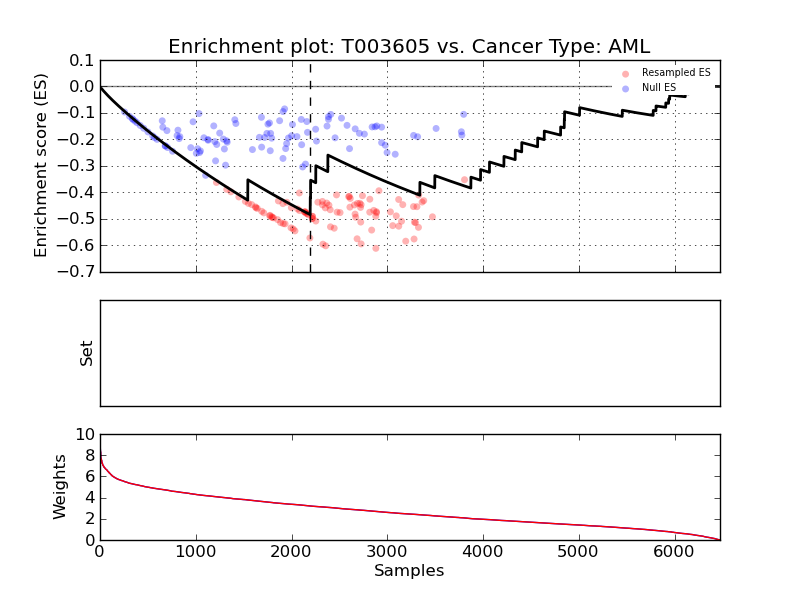 Enrichment plot: T003605 vs. Cancer Type: AML
Enrichment score (ES)
0.1
0.0
−0.1
−0.2
−0.3
−0.4
−0.5
−0.6
−0.7
Resampled ES
Null ES
Set
Weights
10
8
6
4
2
0
0 1000 2000 3000 4000 5000 6000
Samples